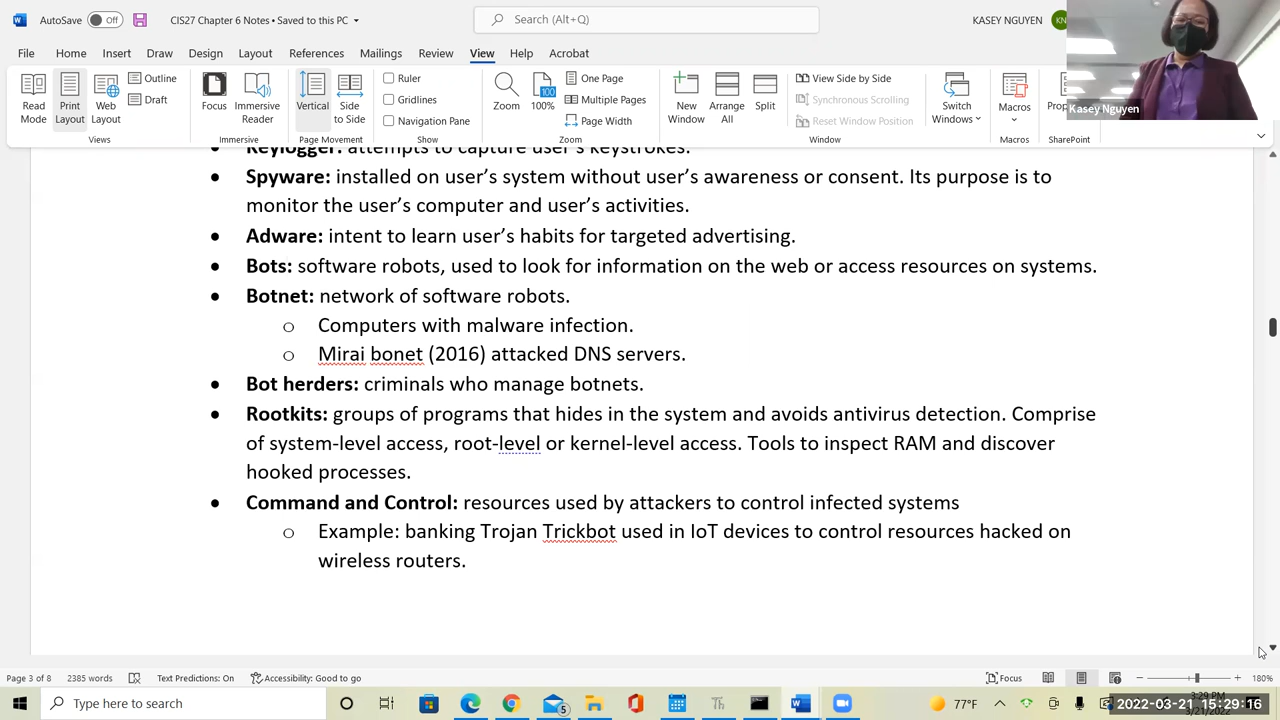 AutoSave Off CIS27 Chapter 6 Notes • Saved to this PC Search (Alt+Q) KASEY NGUYEN KN
File Home Insert Draw Design Layout References Mailings Review View Help Acrobat
Read Mode Print Layout Web Layout Outline Draft
Views
Focus Immersive Reader
Immersive
Vertical Side to Side
Page Movement
Ruler Gridlines Navigation Pane
Show
Zoom 100 100% One Page Multiple Pages Page Width
Zoom
New Window Arrange All Split View Side by Side Synchronous Scrolling Reset Window Position Switch Windows
Window
Macros
Macros
SharePoint
Kasey Nguyen
• Keylogger: attempts to capture user's keystrokes.
• Spyware: installed on user's system without user's awareness or consent. Its purpose is to
monitor the user's computer and user's activities.
• Adware: intent to learn user's habits for targeted advertising.
• Bots: software robots, used to look for information on the web or access resources on systems.
• Botnet: network of software robots.
o Computers with malware infection.
o Mirai bonet (2016) attacked DNS servers.
• Bot herders: criminals who manage botnets.
• Rootkits: groups of programs that hides in the system and avoids antivirus detection. Comprise
of system-level access, root-level or kernel-level access. Tools to inspect RAM and discover
hooked processes.
• Command and Control: resources used by attackers to control infected systems
o Example: banking Trojan Trickbot used in IoT devices to control resources hacked on
wireless routers.
Page 3 of 8 2385 words Text Predictions: On Accessibility: Good to go Focus 180%
Type here to search 5 77°F 3:29 PM
2022-03-21 15:29:16